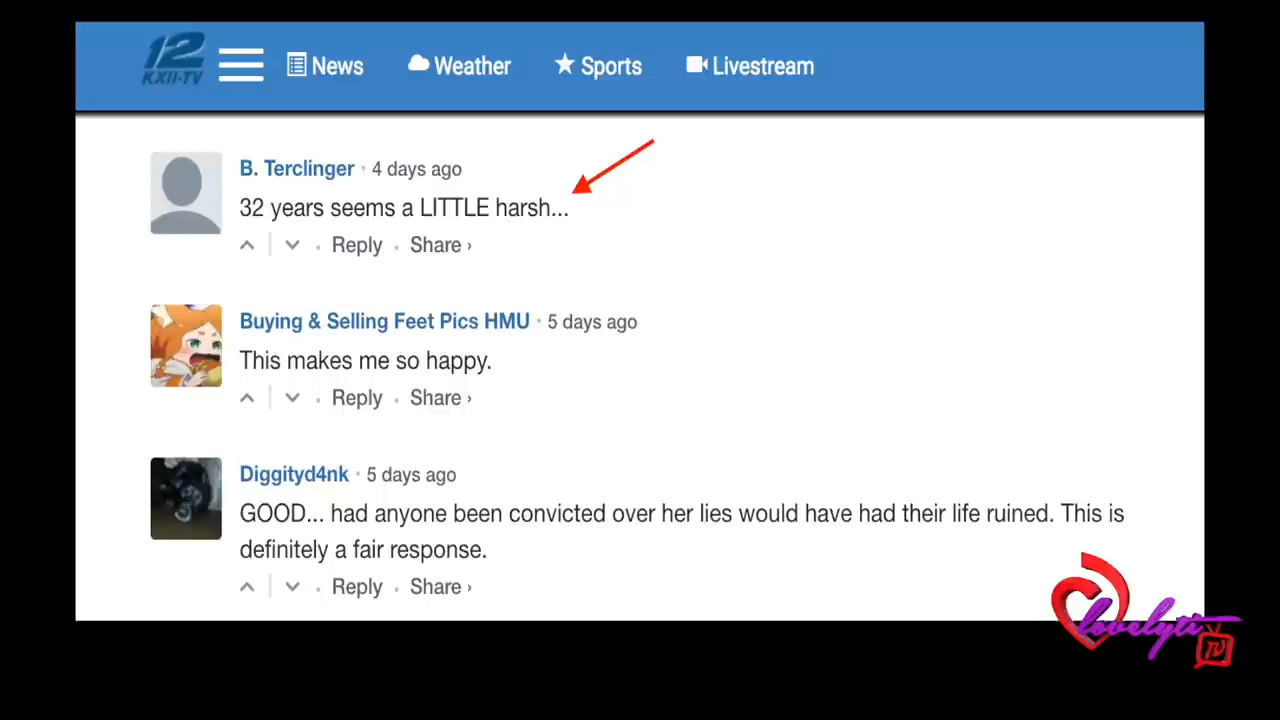 12
KXII-TV
News
Weather
Sports
Livestream
B. Terclinger · 4 days ago
32 years seems a LITTLE harsh...
Reply
Share ›
Buying & Selling Feet Pics HMU · 5 days ago
This makes me so happy.
Reply
Share ›
Diggityd4nk · 5 days ago
GOOD... had anyone been convicted over her lies would have had their life ruined. This is
definitely a fair response.
Reply
Share ›
lovelyti
TV